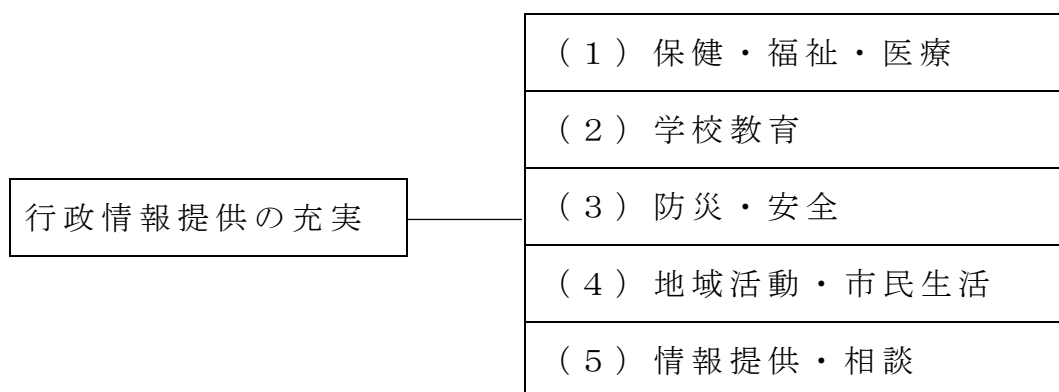 行政情報提供の充実
（１）保健・福祉・医療
（２）学校教育
（３）防災・安全
（４）地域活動・市民生活
（５）情報提供・相談